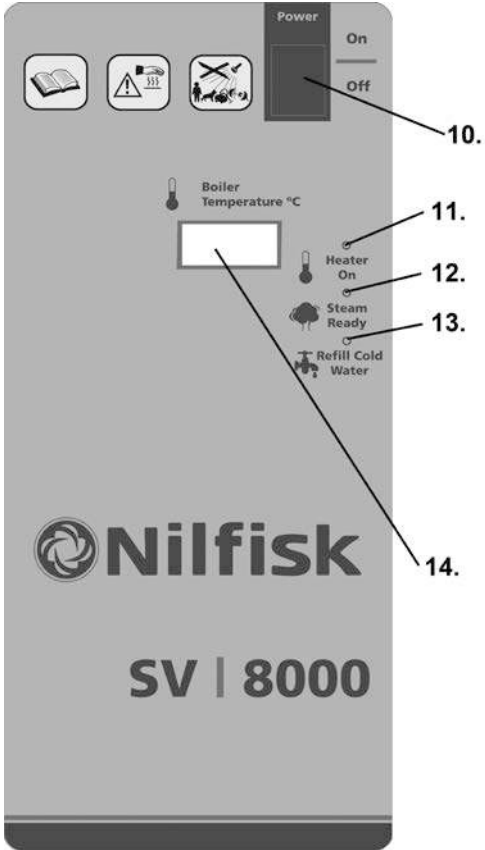 Power
On
Off
10.
Boiler
Temperature °C
11.
Heater
On
12.
Steam
Ready
13.
Refill Cold
Water
14.
Nilfisk
SV | 8000